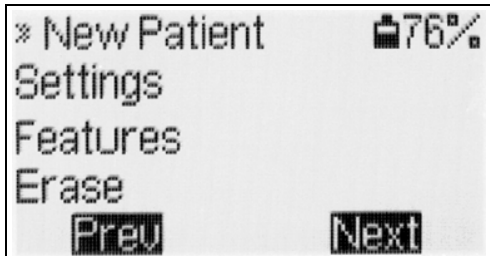 » New Patient 76%
Settings
Features
Erase
Prev Next